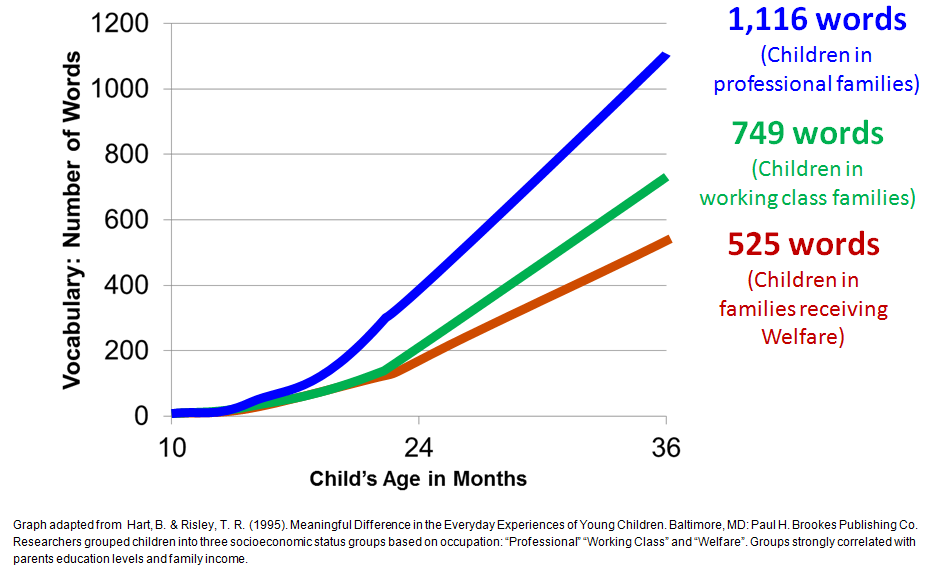 1200
1000
800
600
400
200
0
Vocabulary: Number of Words
10
24
36
Child's Age in Months
1,116 words
(Children in
professional families)
749 words
(Children in
working class families)
525 words
(Children in
families receiving
Welfare)
Graph adapted from Hart, B. & Risley, T. R. (1995). Meaningful Difference in the Everyday Experiences of Young Children. Baltimore, MD: Paul H. Brookes Publishing Co.
Researchers grouped children into three socioeconomic status groups based on occupation: “Professional” “Working Class” and “Welfare”. Groups strongly correlated with
parents education levels and family income.